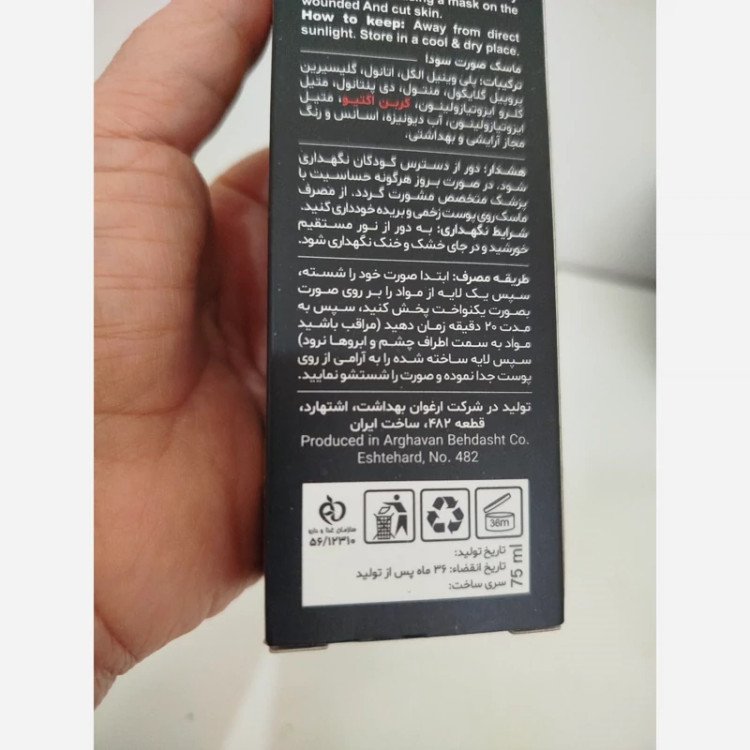 a mask on the
wounded And cut skin.
How to keep: Away from direct
sunlight. Store in a cool & dry place.
ماسک صورت سودا
ترکیبات: پلی وینیل الکل، اتانول، گلیسیرین
پروپیل گلایکول، منتول، دی پنتانول، متیل
کلرو ایزوتیازولینون، کربن اکتیو، متیل
ایزوتیازولینون، آب دیونیزه، اسانس و رنگ
مجاز آرایشی و بهداشتی.
هشدار: دور از دسترس کودکان نگهداری
شود. در صورت بروز هرگونه حساسیت با
پزشک متخصص مشورت گردد. از مصرف
ماسک روی پوست زخمی و بریده خودداری کنید.
شرایط نگهداری: به دور از نور مستقیم
خورشید و در جای خشک و خنک نگهداری شود.
طریقه مصرف: ابتدا صورت خود را شسته،
سپس یک لایه از مواد را بر روی صورت
بصورت یکنواخت پخش کنید، سپس به
مدت ۲۰ دقیقه زمان دهید (مراقب باشید
مواد به سمت اطراف چشم و ابروها نرود)
سپس لایه ساخته شده را به آرامی از روی
پوست جدا نموده و صورت را شستشو نمایید.
تولید در شرکت ارغوان بهداشت، اشتهارد،
قطعه ۴۸۲، ساخت ایران
Produced in Arghavan Behdasht Co.
Eshtehard, No. 482
سازمان غذا و دارو
۵۶/۱۲۳۱۰
36m
تاریخ تولید:
تاریخ انقضاء: ۳۶ ماه پس از تولید
سری ساخت:
75 ml